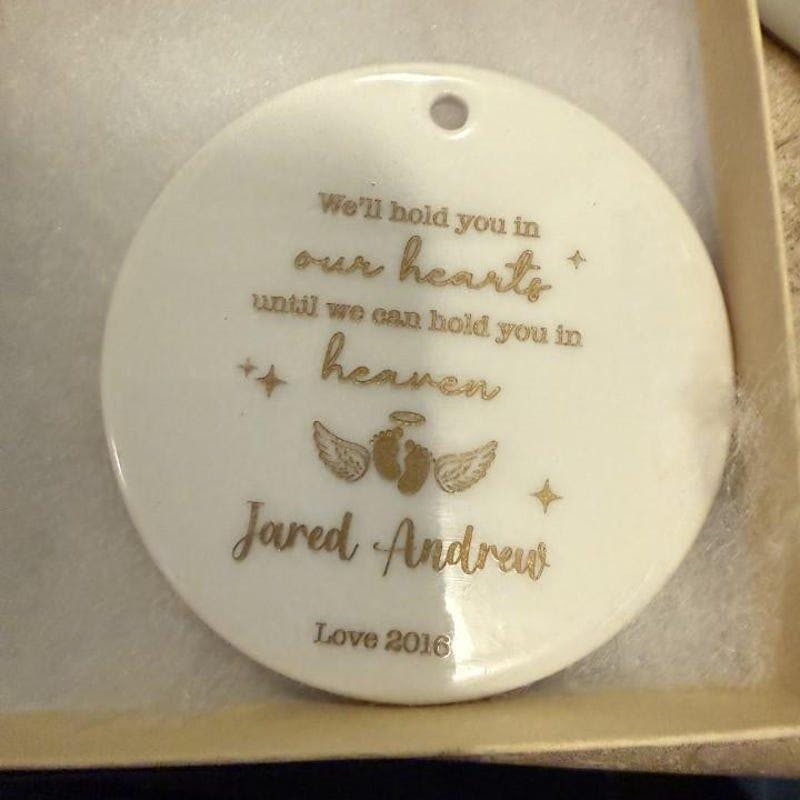 We'll hold you in
our hearts
until we can hold you in
heaven
Jared Andrew
Love 2016